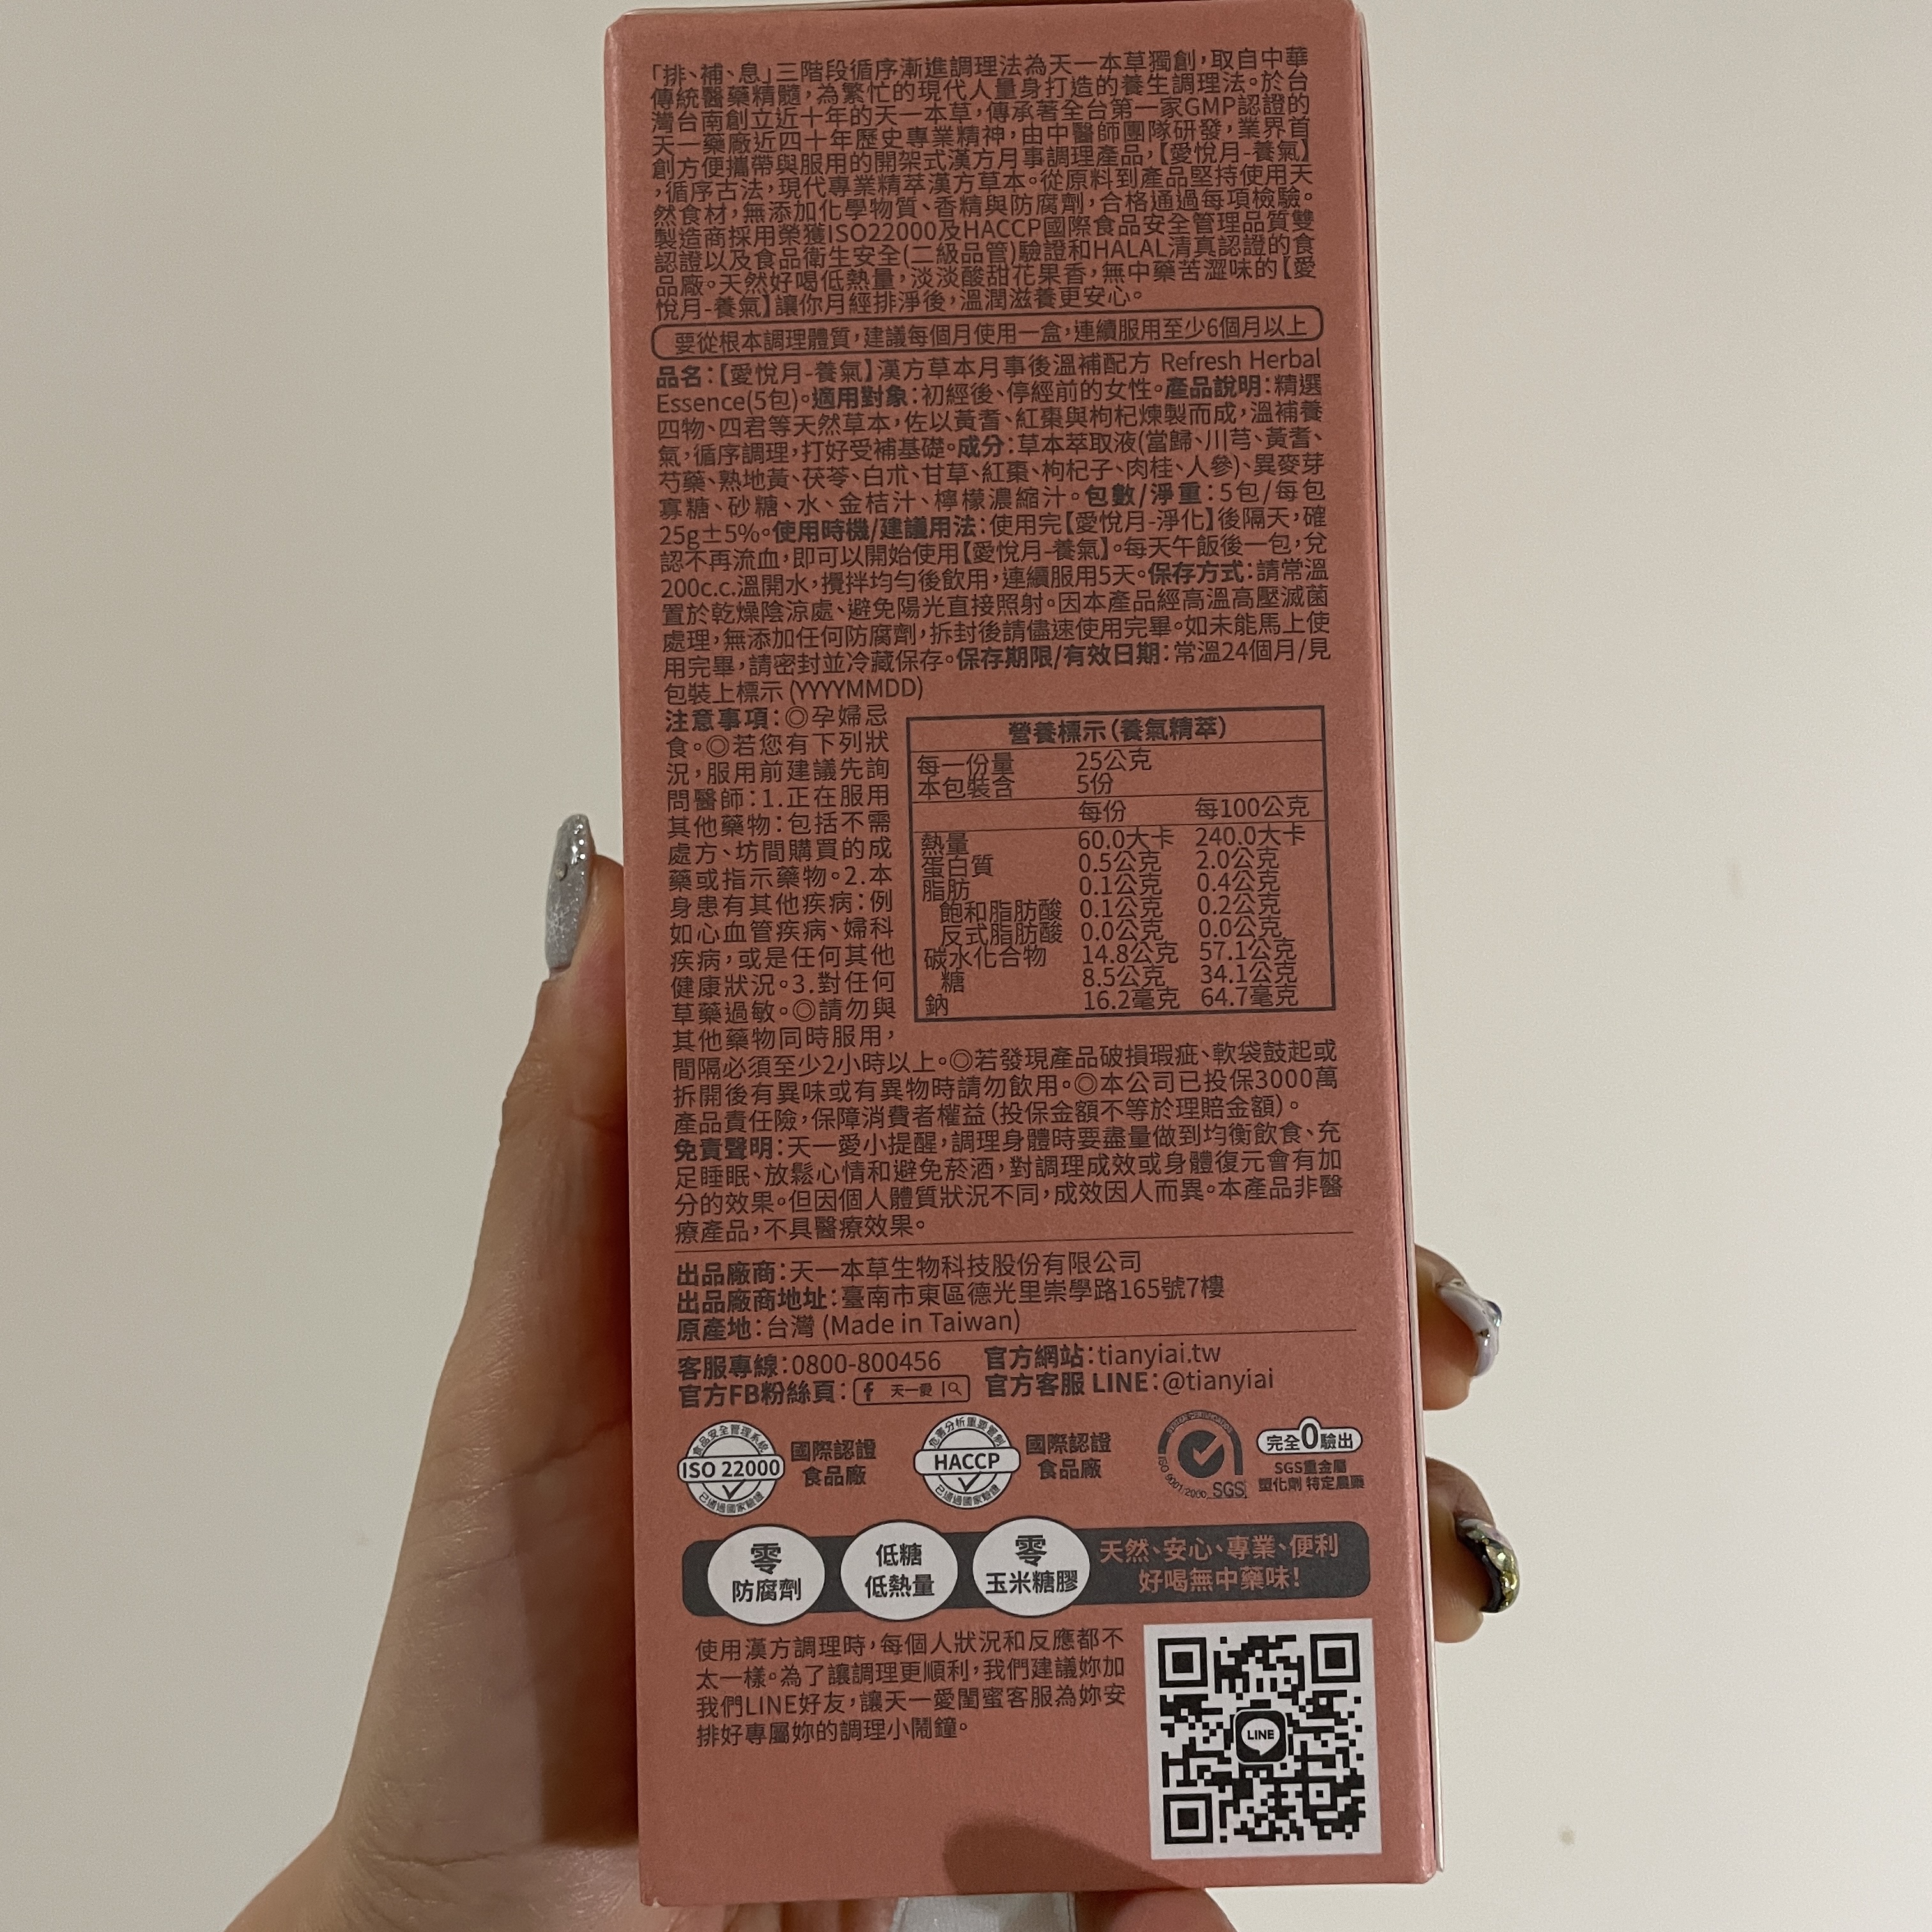 「排、補、息」三階段循序漸進調理法為天一本草獨創，取自中華
傳統醫藥精髓，為繁忙的現代人量身打造的養生調理法。於台
灣台南創立近十年的天一本草，傳承著全台第一家GMP認證的
天一藥廠近四十年歷史專業精神，由中醫師團隊研發，業界首
創方便攜帶與服用的開架式漢方月事調理產品，【愛悅月-養氣】
，循序古法，現代專業精萃漢方草本。從原料到產品堅持使用天
然食材，無添加化學物質、香精與防腐劑，合格通過每項檢驗。
製造商採用榮獲ISO22000及HACCP國際食品安全管理品質雙
認證以及食品衛生安全(二級品管)驗證和HALAL清真認證的食
品廠。天然好喝低熱量，淡淡酸甜花果香，無中藥苦澀味的【愛
悅月-養氣】讓你月經排淨後，溫潤滋養更安心。
要從根本調理體質，建議每個月使用一盒，連續服用至少6個月以上
品名：【愛悅月-養氣】漢方草本月事後溫補配方 Refresh Herbal
Essence(5包)。適用對象：初經後、停經前的女性。產品說明：精選
四物、四君等天然草本，佐以黃耆、紅棗與枸杞煉製而成，溫補養
氣，循序調理，打好受補基礎。成分：草本萃取液(當歸、川芎、黃耆、
芍藥、熟地黃、茯苓、白朮、甘草、紅棗、枸杞子、肉桂、人參)、異麥芽
寡糖、砂糖、水、金桔汁、檸檬濃縮汁。包數/淨重：5包/每包
25g±5%。使用時機/建議用法：使用完【愛悅月-淨化】後隔天，確
認不再流血，即可以開始使用【愛悅月-養氣】。每天午飯後一包，兌
200c.c.溫開水，攪拌均勻後飲用，連續服用5天。保存方式：請常溫
置於乾燥陰涼處、避免陽光直接照射。因本產品經高溫高壓滅菌
處理，無添加任何防腐劑，拆封後請儘速使用完畢。如未能馬上使
用完畢，請密封並冷藏保存。保存期限/有效日期：常溫24個月/見
包裝上標示 (YYYYMMDD)
注意事項：◎孕婦忌
食。◎若您有下列狀
況，服用前建議先詢
問醫師：1.正在服用
其他藥物：包括不需
處方、坊間購買的成
藥或指示藥物。2.本
身患有其他疾病：例
如心血管疾病、婦科
疾病，或是任何其他
健康狀況。3.對任何
草藥過敏。◎請勿與
其他藥物同時服用，
間隔必須至少2小時以上。◎若發現產品破損瑕疵、軟袋鼓起或
拆開後有異味或有異物時請勿飲用。◎本公司已投保3000萬
產品責任險，保障消費者權益 (投保金額不等於理賠金額)。
營養標示（養氣精萃）
每一份量 25公克
本包裝含 5份
每份 每100公克
熱量 60.0大卡 240.0大卡
蛋白質 0.5公克 2.0公克
脂肪 0.1公克 0.4公克
飽和脂肪酸 0.1公克 0.2公克
反式脂肪酸 0.0公克 0.0公克
碳水化合物 14.8公克 57.1公克
糖 8.5公克 34.1公克
鈉 16.2毫克 64.7毫克
免責聲明：天一愛小提醒，調理身體時要盡量做到均衡飲食、充
足睡眠、放鬆心情和避免菸酒，對調理成效或身體復元會有加
分的效果。但因個人體質狀況不同，成效因人而異。本產品非醫
療產品，不具醫療效果。
出品廠商：天一本草生物科技股份有限公司
出品廠商地址：臺南市東區德光里崇學路165號7樓
原產地：台灣 (Made in Taiwan)
客服專線：0800-800456 官方網站：tianyiai.tw
官方FB粉絲頁： f 天一愛 官方客服 LINE：@tianyiai
食品安全管理系統
ISO 22000
已通過國家驗證
國際認證
食品廠
危害分析重要管制
HACCP
已通過國家驗證
國際認證
食品廠
ISO 9001:2000
SGS
完全0驗出
SGS重金屬
塑化劑 特定農藥
零
防腐劑
低糖
低熱量
零
玉米糖膠
天然、安心、專業、便利
好喝無中藥味！
使用漢方調理時，每個人狀況和反應都不
太一樣。為了讓調理更順利，我們建議妳加
我們LINE好友，讓天一愛閨蜜客服為妳安
排好專屬妳的調理小鬧鐘。
LINE